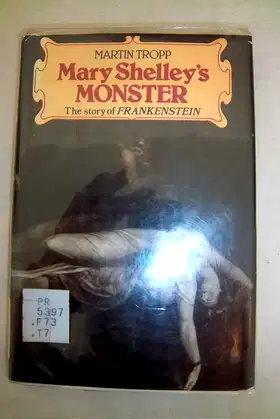 MARTIN TROPP
Mary Shelley's
MONSTER
The story of FRANKENSTEIN
PR
5397
.F73
.T7